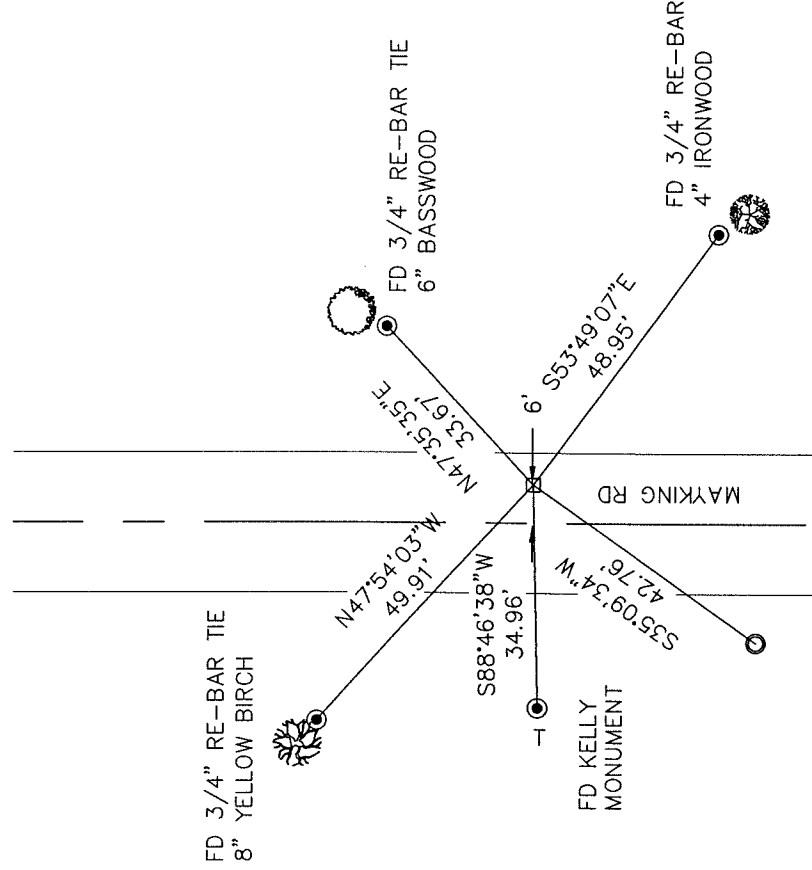 FD 3/4" RE-BAR TIE
8" YELLOW BIRCH
FD 3/4" RE-BAR TIE
6" BASSWOOD
N47°54'03"W
49.91'
N47°35'35"E
33.67'
S88°46'38"W
34.96'
6'
S53°49'07"E
48.95'
FD 3/4" RE-BAR
4" IRONWOOD
T
FD KELLY
MONUMENT
S35°09'34"W
42.76'
MAYKING RD